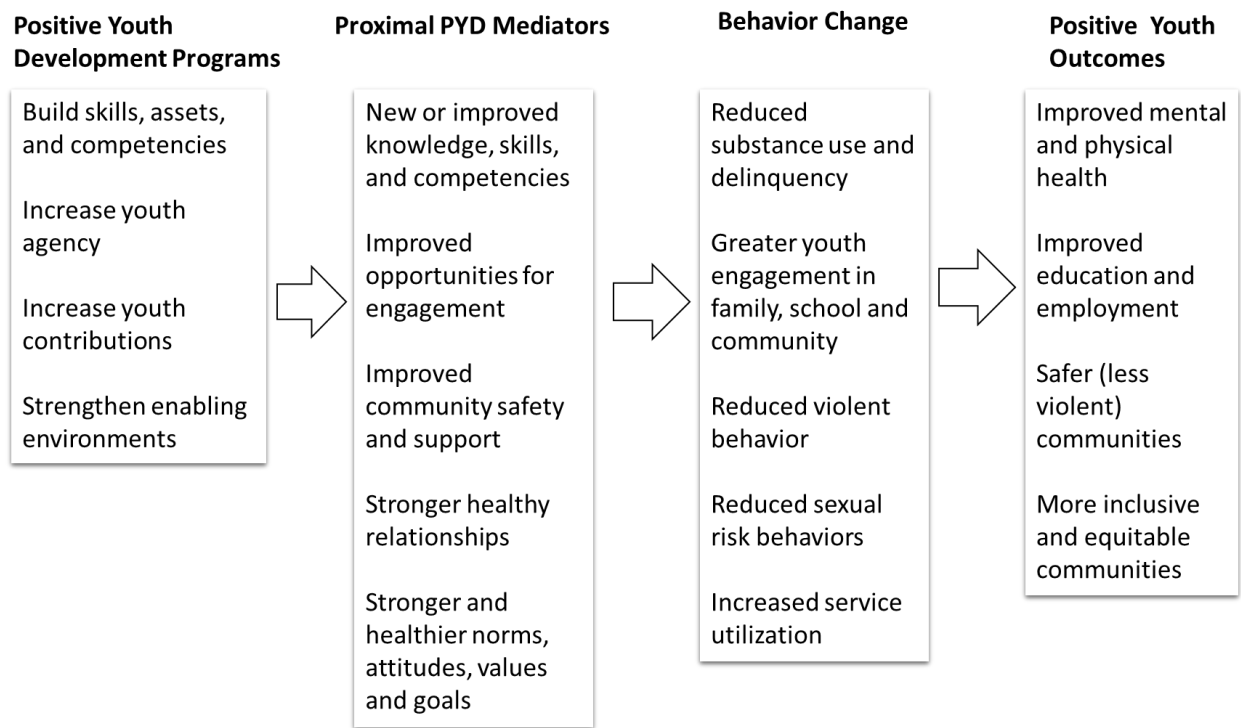 Positive Youth
Development Programs
Build skills, assets,
and competencies
Increase youth
agency
Increase youth
contributions
Strengthen enabling
environments
Proximal PYD Mediators
New or improved
knowledge, skills,
and competencies
Improved
opportunities for
engagement
Improved
community safety
and support
Stronger healthy
relationships
Stronger and
healthier norms,
attitudes, values
and goals
Behavior Change
Reduced
substance use and
delinquency
Greater youth
engagement in
family, school and
community
Reduced violent
behavior
Reduced sexual
risk behaviors
Increased service
utilization
Positive Youth
Outcomes
Improved mental
and physical
health
Improved
education and
employment
Safer (less
violent)
communities
More inclusive
and equitable
communities